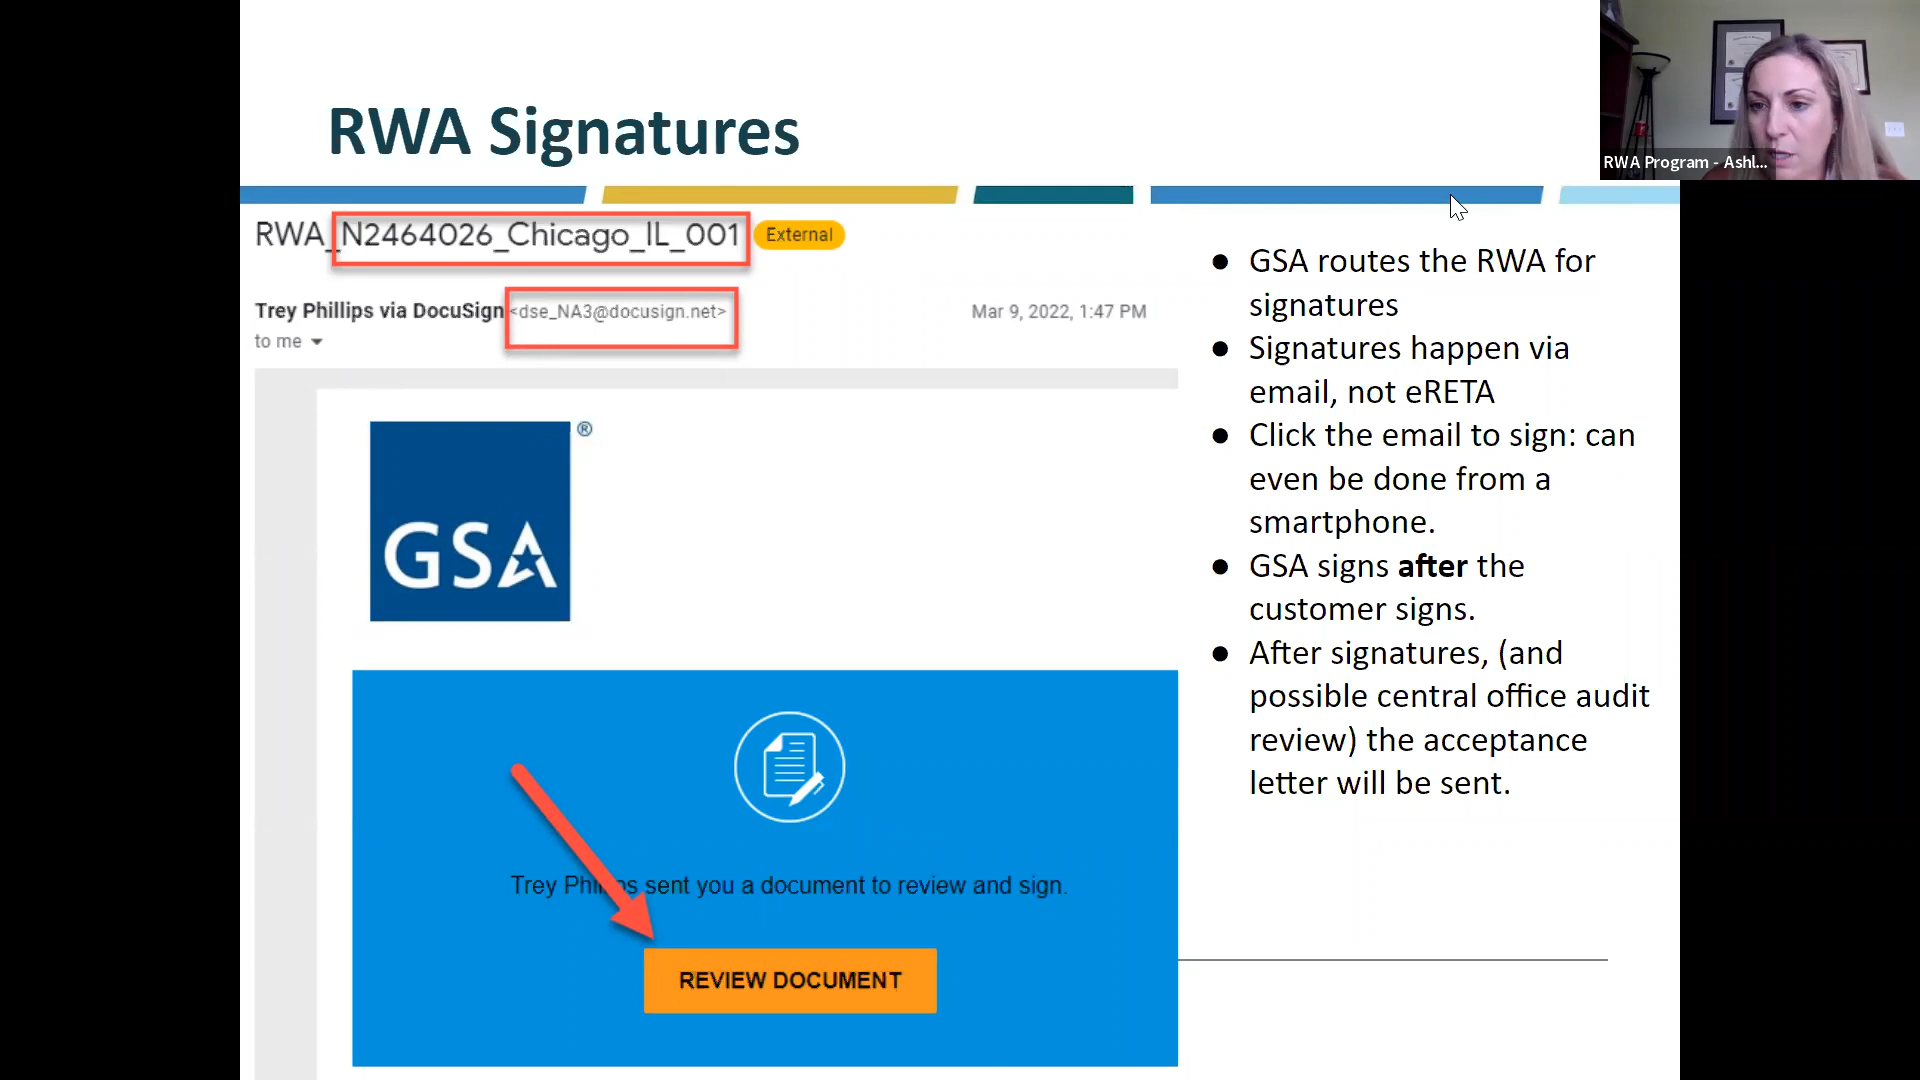 RWA Signatures
RWA Program - Ashl...
RWA_N2464026_Chicago_IL_001 External
Trey Phillips via DocuSign <dse_NA3@docusign.net> Mar 9, 2022, 1:47 PM
to me
GSA ®
Trey Phillips sent you a document to review and sign.
REVIEW DOCUMENT
● GSA routes the RWA for
signatures
● Signatures happen via
email, not eRETA
● Click the email to sign: can
even be done from a
smartphone.
● GSA signs after the
customer signs.
● After signatures, (and
possible central office audit
review) the acceptance
letter will be sent.